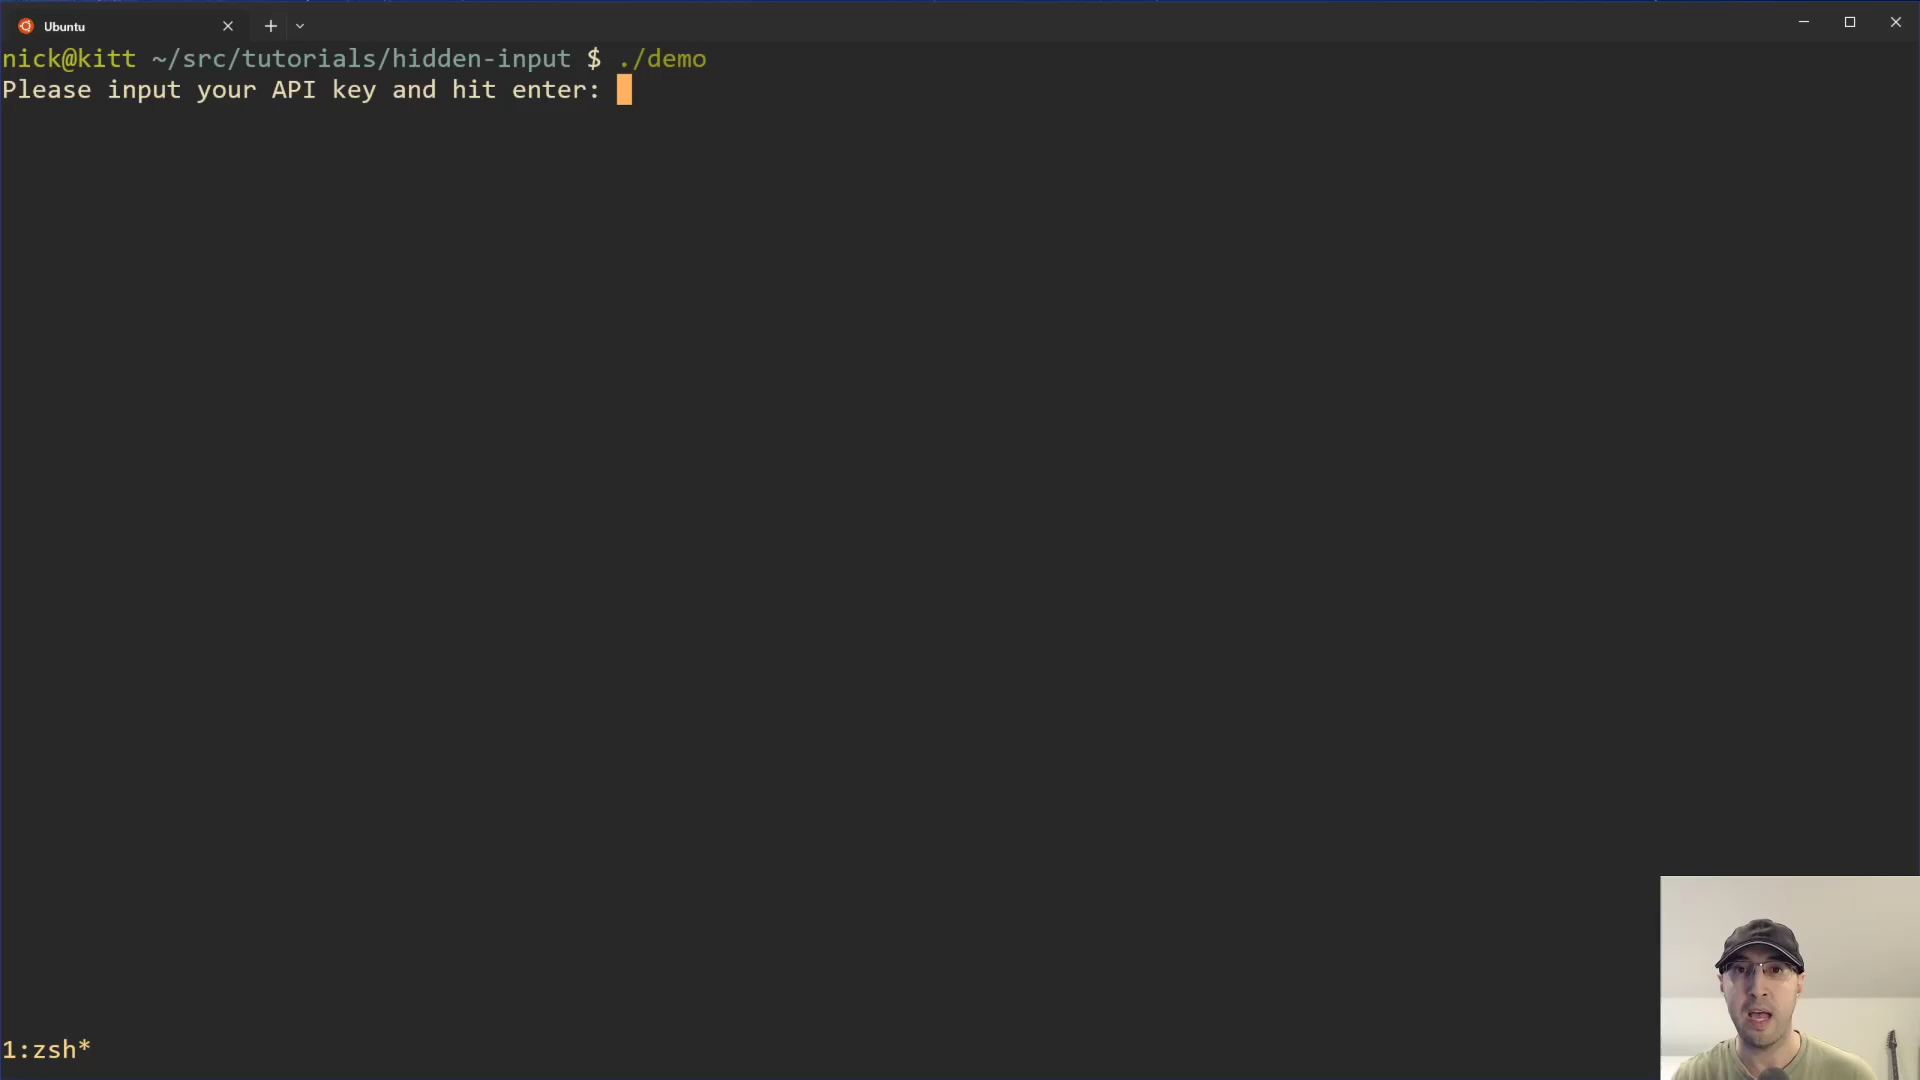 Ubuntu
nick@kitt ~/src/tutorials/hidden-input $ ./demo
Please input your API key and hit enter:
1:zsh*